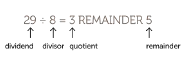 29 ÷ 8 = 3 REMAINDER 5
dividend divisor quotient remainder